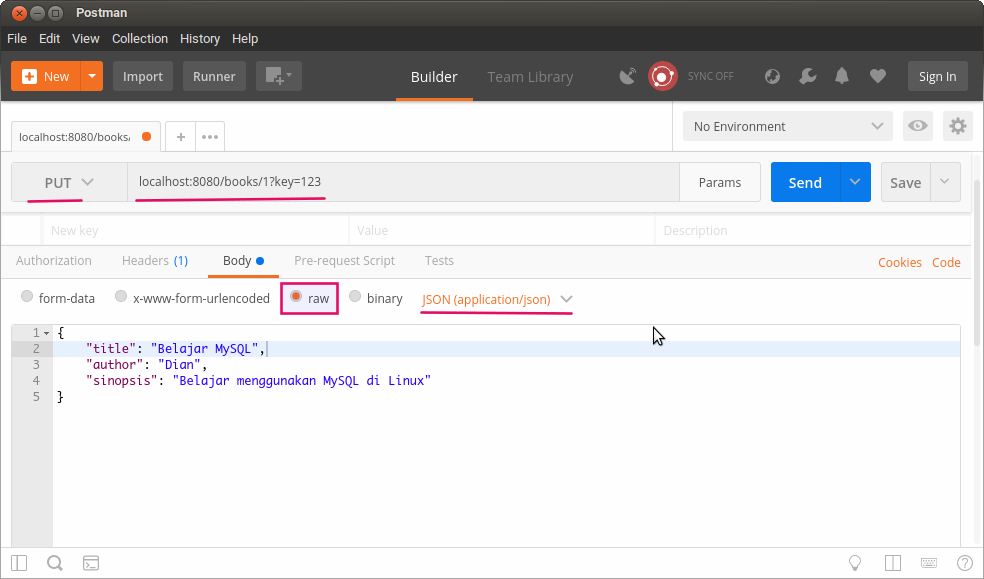 Postman
File Edit View Collection History Help
New Import Runner Builder Team Library SYNC OFF Sign In
localhost:8080/books/ + ••• No Environment
PUT localhost:8080/books/1?key=123 Params Send Save
New key Value Description
Authorization Headers (1) Body Pre-request Script Tests Cookies Code
form-data x-www-form-urlencoded raw binary JSON (application/json)
1 {
2 "title": "Belajar MySQL",
3 "author": "Dian",
4 "sinopsis": "Belajar menggunakan MySQL di Linux"
5 }